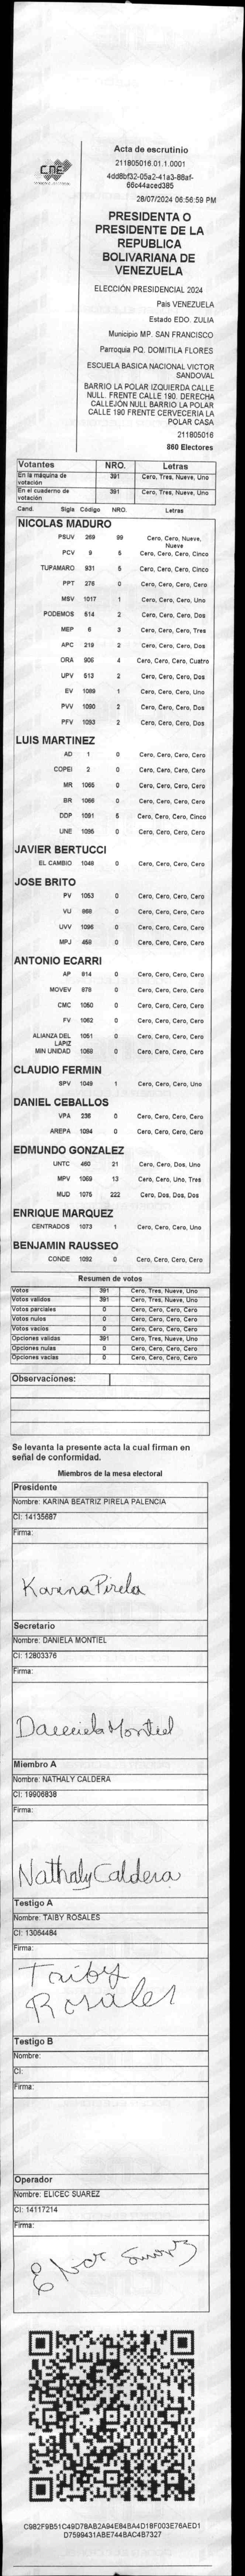 CNE
Acta de escrutinio
211805016.01.1.0001
4dd8bf32-05a2-41a3-88af-
66c44aced385
28/07/2024 06:56:59 PM
PRESIDENTA O
PRESIDENTE DE LA
REPUBLICA
BOLIVARIANA DE
VENEZUELA
ELECCIÓN PRESIDENCIAL 2024
País VENEZUELA
Estado EDO. ZULIA
Municipio MP. SAN FRANCISCO
Parroquia PQ. DOMITILA FLORES
ESCUELA BASICA NACIONAL VICTOR
SANDOVAL
BARRIO LA POLAR IZQUIERDA CALLE
NULL. FRENTE CALLE 190. DERECHA
CALLEJÓN NULL BARRIO LA POLAR
CALLE 190 FRENTE CERVECERIA LA
POLAR CASA
211805016
860 Electores
Votantes NRO. Letras
En la máquina de votación 391 Cero, Tres, Nueve, Uno
En el cuaderno de votación 391 Cero, Tres, Nueve, Uno
Cand. Sigla Código NRO. Letras
NICOLAS MADURO
PSUV 269 99 Cero, Cero, Nueve, Nueve
PCV 9 5 Cero, Cero, Cero, Cinco
TUPAMARO 931 5 Cero, Cero, Cero, Cinco
PPT 276 0 Cero, Cero, Cero, Cero
MSV 1017 1 Cero, Cero, Cero, Uno
PODEMOS 614 2 Cero, Cero, Cero, Dos
MEP 6 3 Cero, Cero, Cero, Tres
APC 219 2 Cero, Cero, Cero, Dos
ORA 906 4 Cero, Cero, Cero, Cuatro
UPV 513 2 Cero, Cero, Cero, Dos
EV 1089 1 Cero, Cero, Cero, Uno
PVV 1090 2 Cero, Cero, Cero, Dos
PFV 1093 2 Cero, Cero, Cero, Dos
LUIS MARTINEZ
AD 1 0 Cero, Cero, Cero, Cero
COPEI 2 0 Cero, Cero, Cero, Cero
MR 1065 0 Cero, Cero, Cero, Cero
BR 1066 0 Cero, Cero, Cero, Cero
DDP 1091 5 Cero, Cero, Cero, Cinco
UNE 1095 0 Cero, Cero, Cero, Cero
JAVIER BERTUCCI
EL CAMBIO 1048 0 Cero, Cero, Cero, Cero
JOSE BRITO
PV 1053 0 Cero, Cero, Cero, Cero
VU 868 0 Cero, Cero, Cero, Cero
UVV 1096 0 Cero, Cero, Cero, Cero
MPJ 458 0 Cero, Cero, Cero, Cero
ANTONIO ECARRI
AP 814 0 Cero, Cero, Cero, Cero
MOVEV 878 0 Cero, Cero, Cero, Cero
CMC 1050 0 Cero, Cero, Cero, Cero
FV 1062 0 Cero, Cero, Cero, Cero
ALIANZA DEL LAPIZ 1051 0 Cero, Cero, Cero, Cero
MIN UNIDAD 1069 0 Cero, Cero, Cero, Cero
CLAUDIO FERMIN
SPV 1049 1 Cero, Cero, Cero, Uno
DANIEL CEBALLOS
VPA 236 0 Cero, Cero, Cero, Cero
AREPA 1094 0 Cero, Cero, Cero, Cero
EDMUNDO GONZALEZ
UNTC 460 21 Cero, Cero, Dos, Uno
MPV 1069 13 Cero, Cero, Uno, Tres
MUD 1075 222 Cero, Dos, Dos, Dos
ENRIQUE MARQUEZ
CENTRADOS 1073 1 Cero, Cero, Cero, Uno
BENJAMIN RAUSSEO
CONDE 1092 0 Cero, Cero, Cero, Cero
Resumen de votos
Votos 391 Cero, Tres, Nueve, Uno
Votos validos 391 Cero, Tres, Nueve, Uno
Votos parciales 0 Cero, Cero, Cero, Cero
Votos nulos 0 Cero, Cero, Cero, Cero
Votos vacíos 0 Cero, Cero, Cero, Cero
Opciones validas 391 Cero, Tres, Nueve, Uno
Opciones nulas 0 Cero, Cero, Cero, Cero
Opciones vacias 0 Cero, Cero, Cero, Cero
Observaciones:
Se levanta la presente acta la cual firman en
señal de conformidad.
Miembros de la mesa electoral
Presidente
Nombre: KARINA BEATRIZ PIRELA PALENCIA
CI: 14135687
Firma:
Karina Pirela
Secretario
Nombre: DANIELA MONTIEL
CI: 12803376
Firma:
Daniela Montiel
Miembro A
Nombre: NATHALY CALDERA
CI: 19906838
Firma:
Nathaly Caldera
Testigo A
Nombre: TAIBY ROSALES
CI: 13064484
Firma:
Taiby
Rosales
Testigo B
Nombre:
CI:
Firma:
Operador
Nombre: ELICEC SUAREZ
CI: 14117214
Firma:
C982F9B51C49D78AB2A94E84BA4D18F003E76AED1
D7599431ABE744BAC4B7327